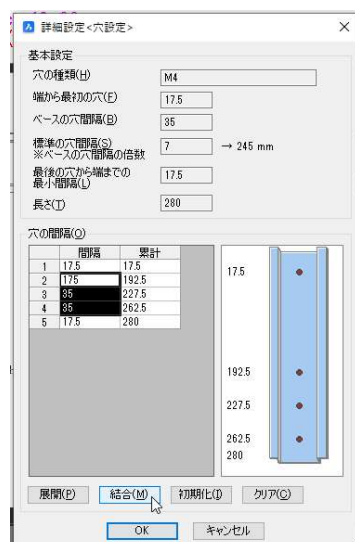 詳細設定<穴設定>
基本設定
穴の種類(H) M4
端から最初の穴(F) 17.5
ベースの穴間隔(B) 35
標準の穴間隔(S) 7 → 245 mm
※ベースの穴間隔の倍数
最後の穴から端までの 17.5
最小間隔(L)
長さ(T) 280
穴の間隔(O)
間隔 累計
1 17.5 17.5
2 175 192.5
3 35 227.5
4 35 262.5
5 17.5 280
17.5
192.5
227.5
262.5
280
展開(P) 結合(M) 初期化(I) クリア(C)
OK キャンセル